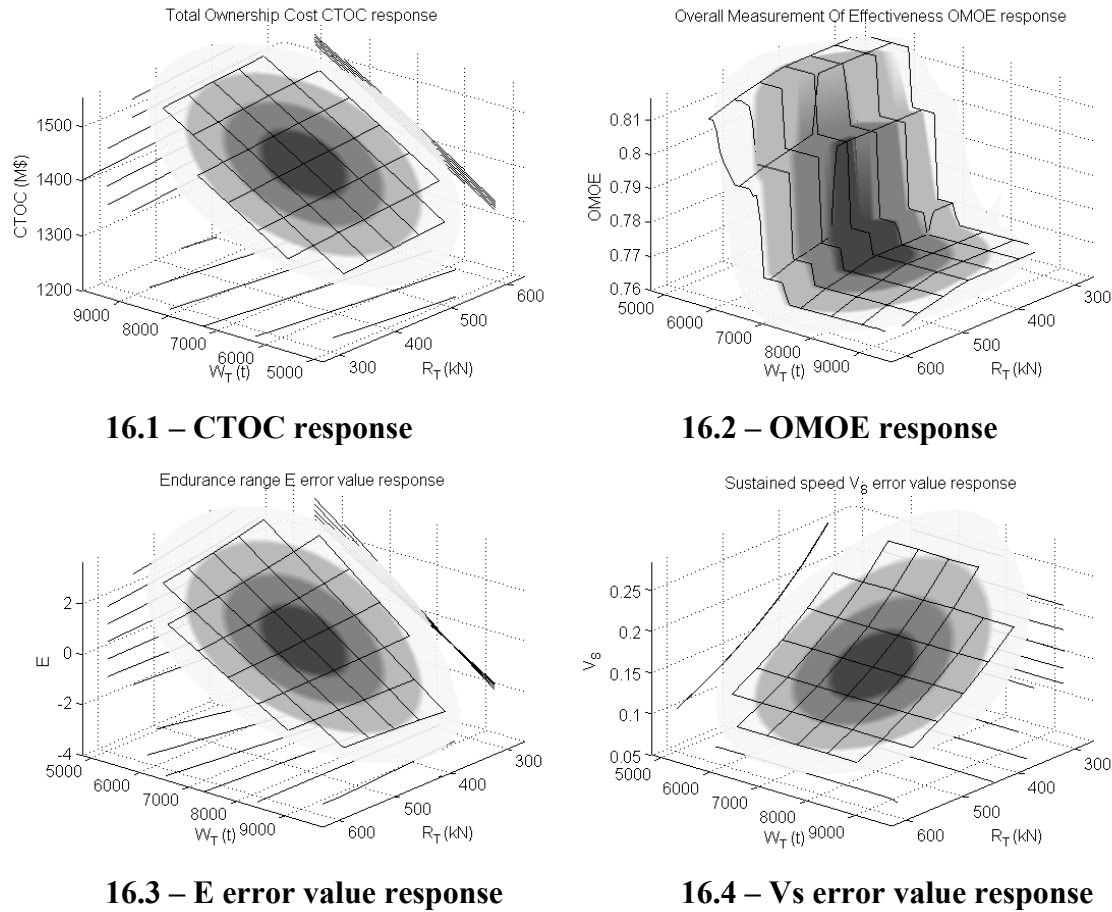 Total Ownership Cost CTOC response
1500
1400
1300
1200
CTOC (M$)
9000
8000
7000
6000
5000
W_T (t)
300
400
500
600
R_T (kN)
16.1 – CTOC response
Overall Measurement Of Effectiveness OMOE response
0.81
0.8
0.79
0.78
0.77
0.76
OMOE
5000
6000
7000
8000
9000
W_T (t)
600
500
400
300
R_T (kN)
16.2 – OMOE response
Endurance range E error value response
2
0
-2
-4
E
5000
6000
7000
8000
9000
W_T (t)
600
500
400
300
R_T (kN)
16.3 – E error value response
Sustained speed V_S error value response
0.25
0.2
0.15
0.1
0.05
V_S
5000
6000
7000
8000
9000
W_T (t)
600
500
400
300
R_T (kN)
16.4 – Vs error value response